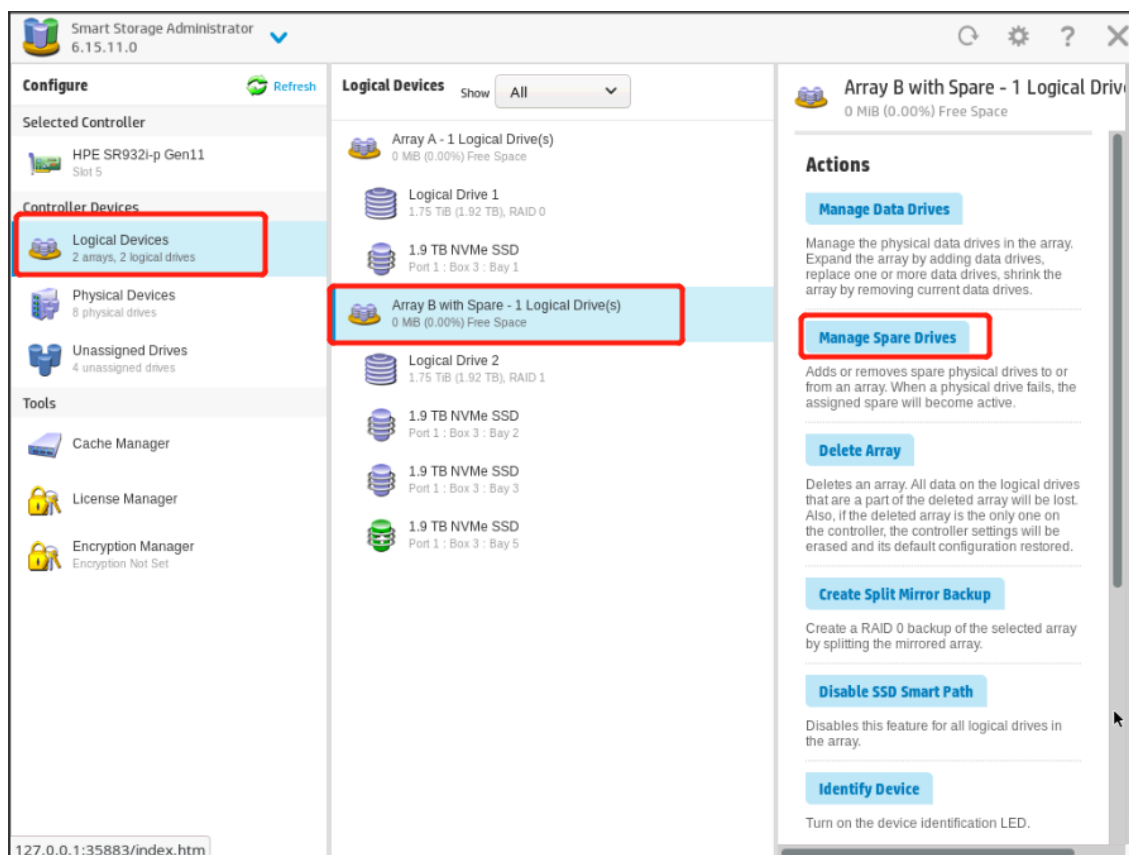 Smart Storage Administrator
6.15.11.0
Configure
Refresh
Selected Controller
HPE SR932i-p Gen11
Slot 5
Controller Devices
Logical Devices
2 arrays, 2 logical drives
Physical Devices
8 physical drives
Unassigned Drives
4 unassigned drives
Tools
Cache Manager
License Manager
Encryption Manager
Encryption Not Set
127.0.0.1:35883/index.htm
Logical Devices Show All
Array A - 1 Logical Drive(s)
0 MiB (0.00%) Free Space
Logical Drive 1
1.75 TiB (1.92 TB), RAID 0
1.9 TB NVMe SSD
Port 1 : Box 3 : Bay 1
Array B with Spare - 1 Logical Drive(s)
0 MiB (0.00%) Free Space
Logical Drive 2
1.75 TiB (1.92 TB), RAID 1
1.9 TB NVMe SSD
Port 1 : Box 3 : Bay 2
1.9 TB NVMe SSD
Port 1 : Box 3 : Bay 3
1.9 TB NVMe SSD
Port 1 : Box 3 : Bay 5
Array B with Spare - 1 Logical Driv
0 MiB (0.00%) Free Space
Actions
Manage Data Drives
Manage the physical data drives in the array.
Expand the array by adding data drives,
replace one or more data drives, shrink the
array by removing current data drives.
Manage Spare Drives
Adds or removes spare physical drives to or
from an array. When a physical drive fails, the
assigned spare will become active.
Delete Array
Deletes an array. All data on the logical drives
that are a part of the deleted array will be lost.
Also, if the deleted array is the only one on
the controller, the controller settings will be
erased and its default configuration restored.
Create Split Mirror Backup
Create a RAID 0 backup of the selected array
by splitting the mirrored array.
Disable SSD Smart Path
Disables this feature for all logical drives in
the array.
Identify Device
Turn on the device identification LED.